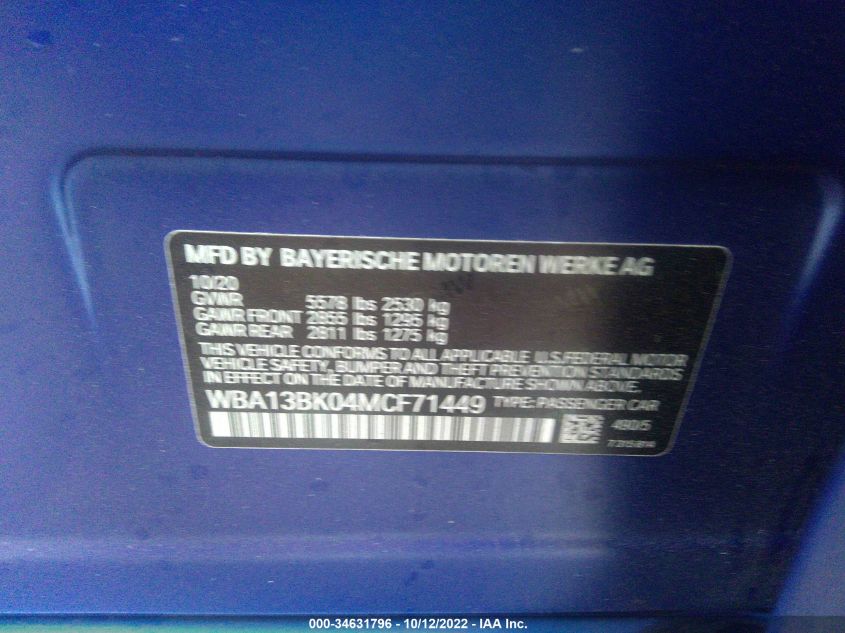 MFD BY BAYERISCHE MOTOREN WERKE AG
10/20
GVWR 5578 lbs 2530 kg
GAWR FRONT 2855 lbs 1295 kg
GAWR REAR 2811 lbs 1275 kg
THIS VEHICLE CONFORMS TO ALL APPLICABLE U.S. FEDERAL MOTOR
VEHICLE SAFETY, BUMPER AND THEFT PREVENTION STANDARDS
IN EFFECT ON THE DATE OF MANUFACTURE SHOWN ABOVE.
WBA13BK04MCF71449 TYPE: PASSENGER CAR
000-34631796 - 10/12/2022 - IAA Inc.